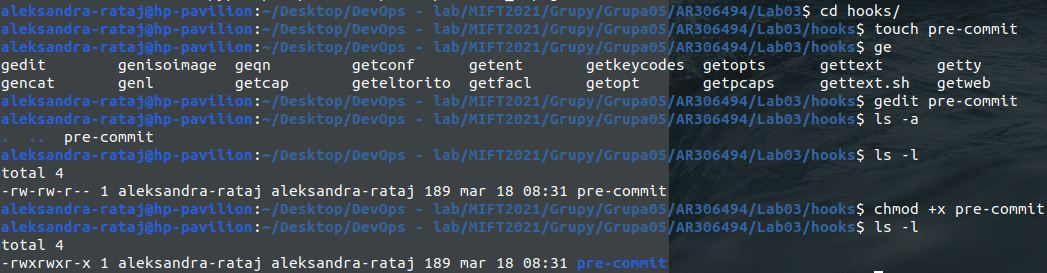 aleksandra-rataj@hp-pavilion:~/Desktop/DevOps - lab/MIFT2021/Grupy/Grupa05/AR306494/Lab03$ cd hooks/
aleksandra-rataj@hp-pavilion:~/Desktop/DevOps - lab/MIFT2021/Grupy/Grupa05/AR306494/Lab03/hooks$ touch pre-commit
aleksandra-rataj@hp-pavilion:~/Desktop/DevOps - lab/MIFT2021/Grupy/Grupa05/AR306494/Lab03/hooks$ ge
gedit genisoimage geqn getconf getent getkeycodes getopts gettext getty
gencat genl getcap geteltorito getfacl getopt getpcaps gettext.sh getweb
aleksandra-rataj@hp-pavilion:~/Desktop/DevOps - lab/MIFT2021/Grupy/Grupa05/AR306494/Lab03/hooks$ gedit pre-commit
aleksandra-rataj@hp-pavilion:~/Desktop/DevOps - lab/MIFT2021/Grupy/Grupa05/AR306494/Lab03/hooks$ ls -a
. .. pre-commit
aleksandra-rataj@hp-pavilion:~/Desktop/DevOps - lab/MIFT2021/Grupy/Grupa05/AR306494/Lab03/hooks$ ls -l
total 4
-rw-rw-r-- 1 aleksandra-rataj aleksandra-rataj 189 mar 18 08:31 pre-commit
aleksandra-rataj@hp-pavilion:~/Desktop/DevOps - lab/MIFT2021/Grupy/Grupa05/AR306494/Lab03/hooks$ chmod +x pre-commit
aleksandra-rataj@hp-pavilion:~/Desktop/DevOps - lab/MIFT2021/Grupy/Grupa05/AR306494/Lab03/hooks$ ls -l
total 4
-rwxrwxr-x 1 aleksandra-rataj aleksandra-rataj 189 mar 18 08:31 pre-commit